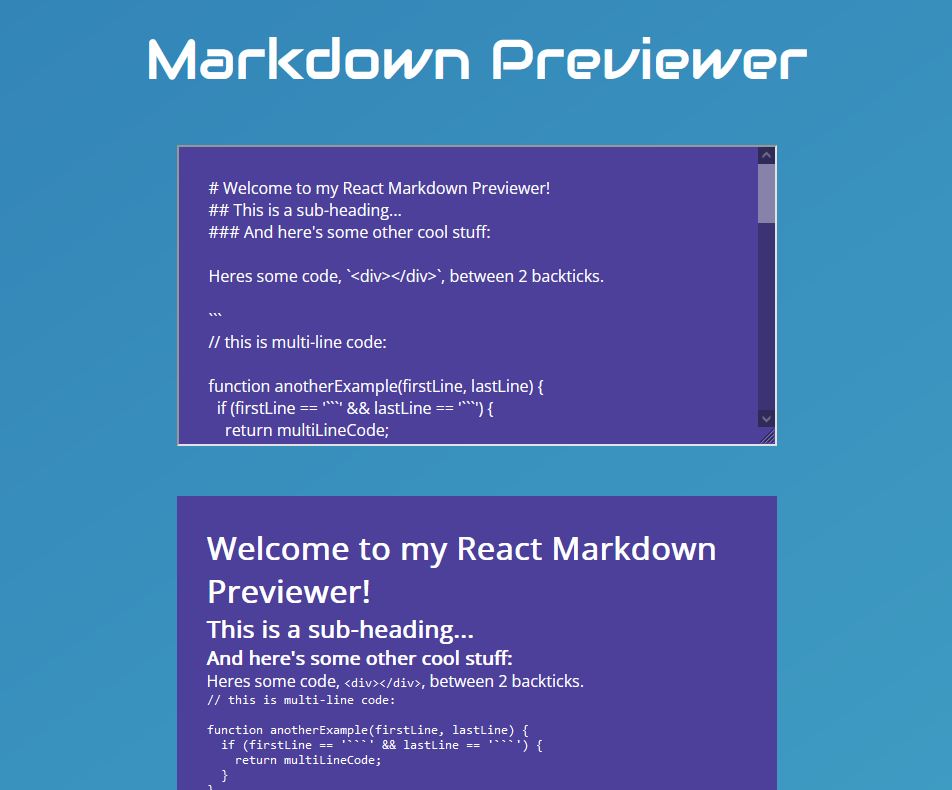 Markdown Previewer
# Welcome to my React Markdown Previewer!
## This is a sub-heading...
### And here's some other cool stuff:
Heres some code, `<div></div>`, between 2 backticks.
```
// this is multi-line code:
function anotherExample(firstLine, lastLine) {
  if (firstLine == '```' && lastLine == '```') {
    return multiLineCode;
Welcome to my React Markdown
Previewer!
This is a sub-heading...
And here's some other cool stuff:
Heres some code, <div></div>, between 2 backticks.
// this is multi-line code:
function anotherExample(firstLine, lastLine) {
  if (firstLine == '```' && lastLine == '```') {
    return multiLineCode;
  }
}